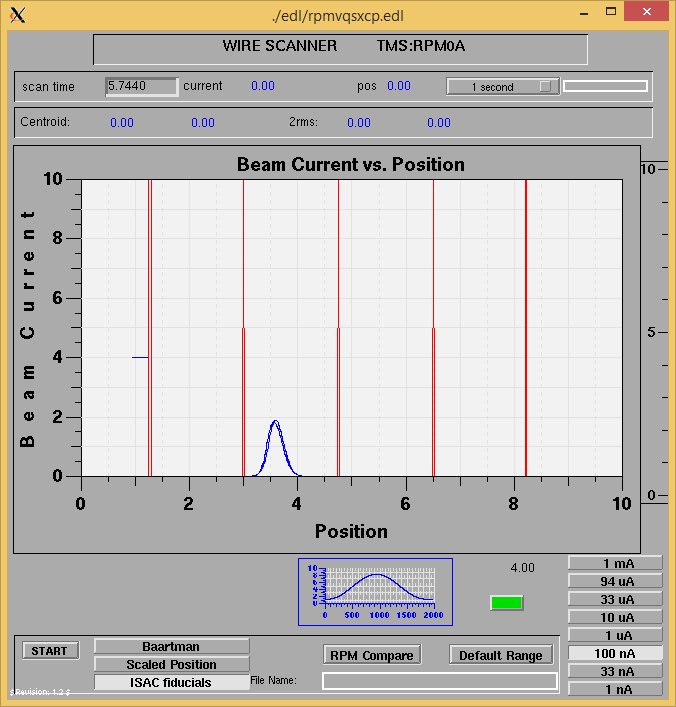 ./edl/rpmvqsxcp.edl
WIRE SCANNER TMS:RPM0A
scan time 5.7440 current 0.00 pos 0.00 1 second
Centroid: 0.00 0.00 2rms: 0.00 0.00
Beam Current vs. Position
10
8
6
4
2
0
Beam Current
0 2 4 6 8 10
Position
10
5
0
10
8
6
4
2
0
0 500 1000 1500 2000
4.00
1 mA
94 uA
33 uA
10 uA
1 uA
100 nA
33 nA
1 nA
START
Baartman
Scaled Position
ISAC fiducials
RPM Compare
Default Range
File Name:
$Revision: 1.2 $